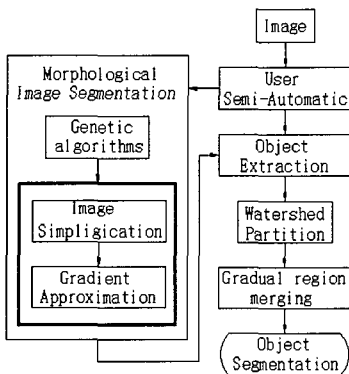 Image
Morphological
Image Segmentation
User
Semi-Automatic
Genetic
algorithms
Object
Extraction
Image
Simpligication
Watershed
Partition
Gradient
Approximation
Gradual region
merging
Object
Segmentation